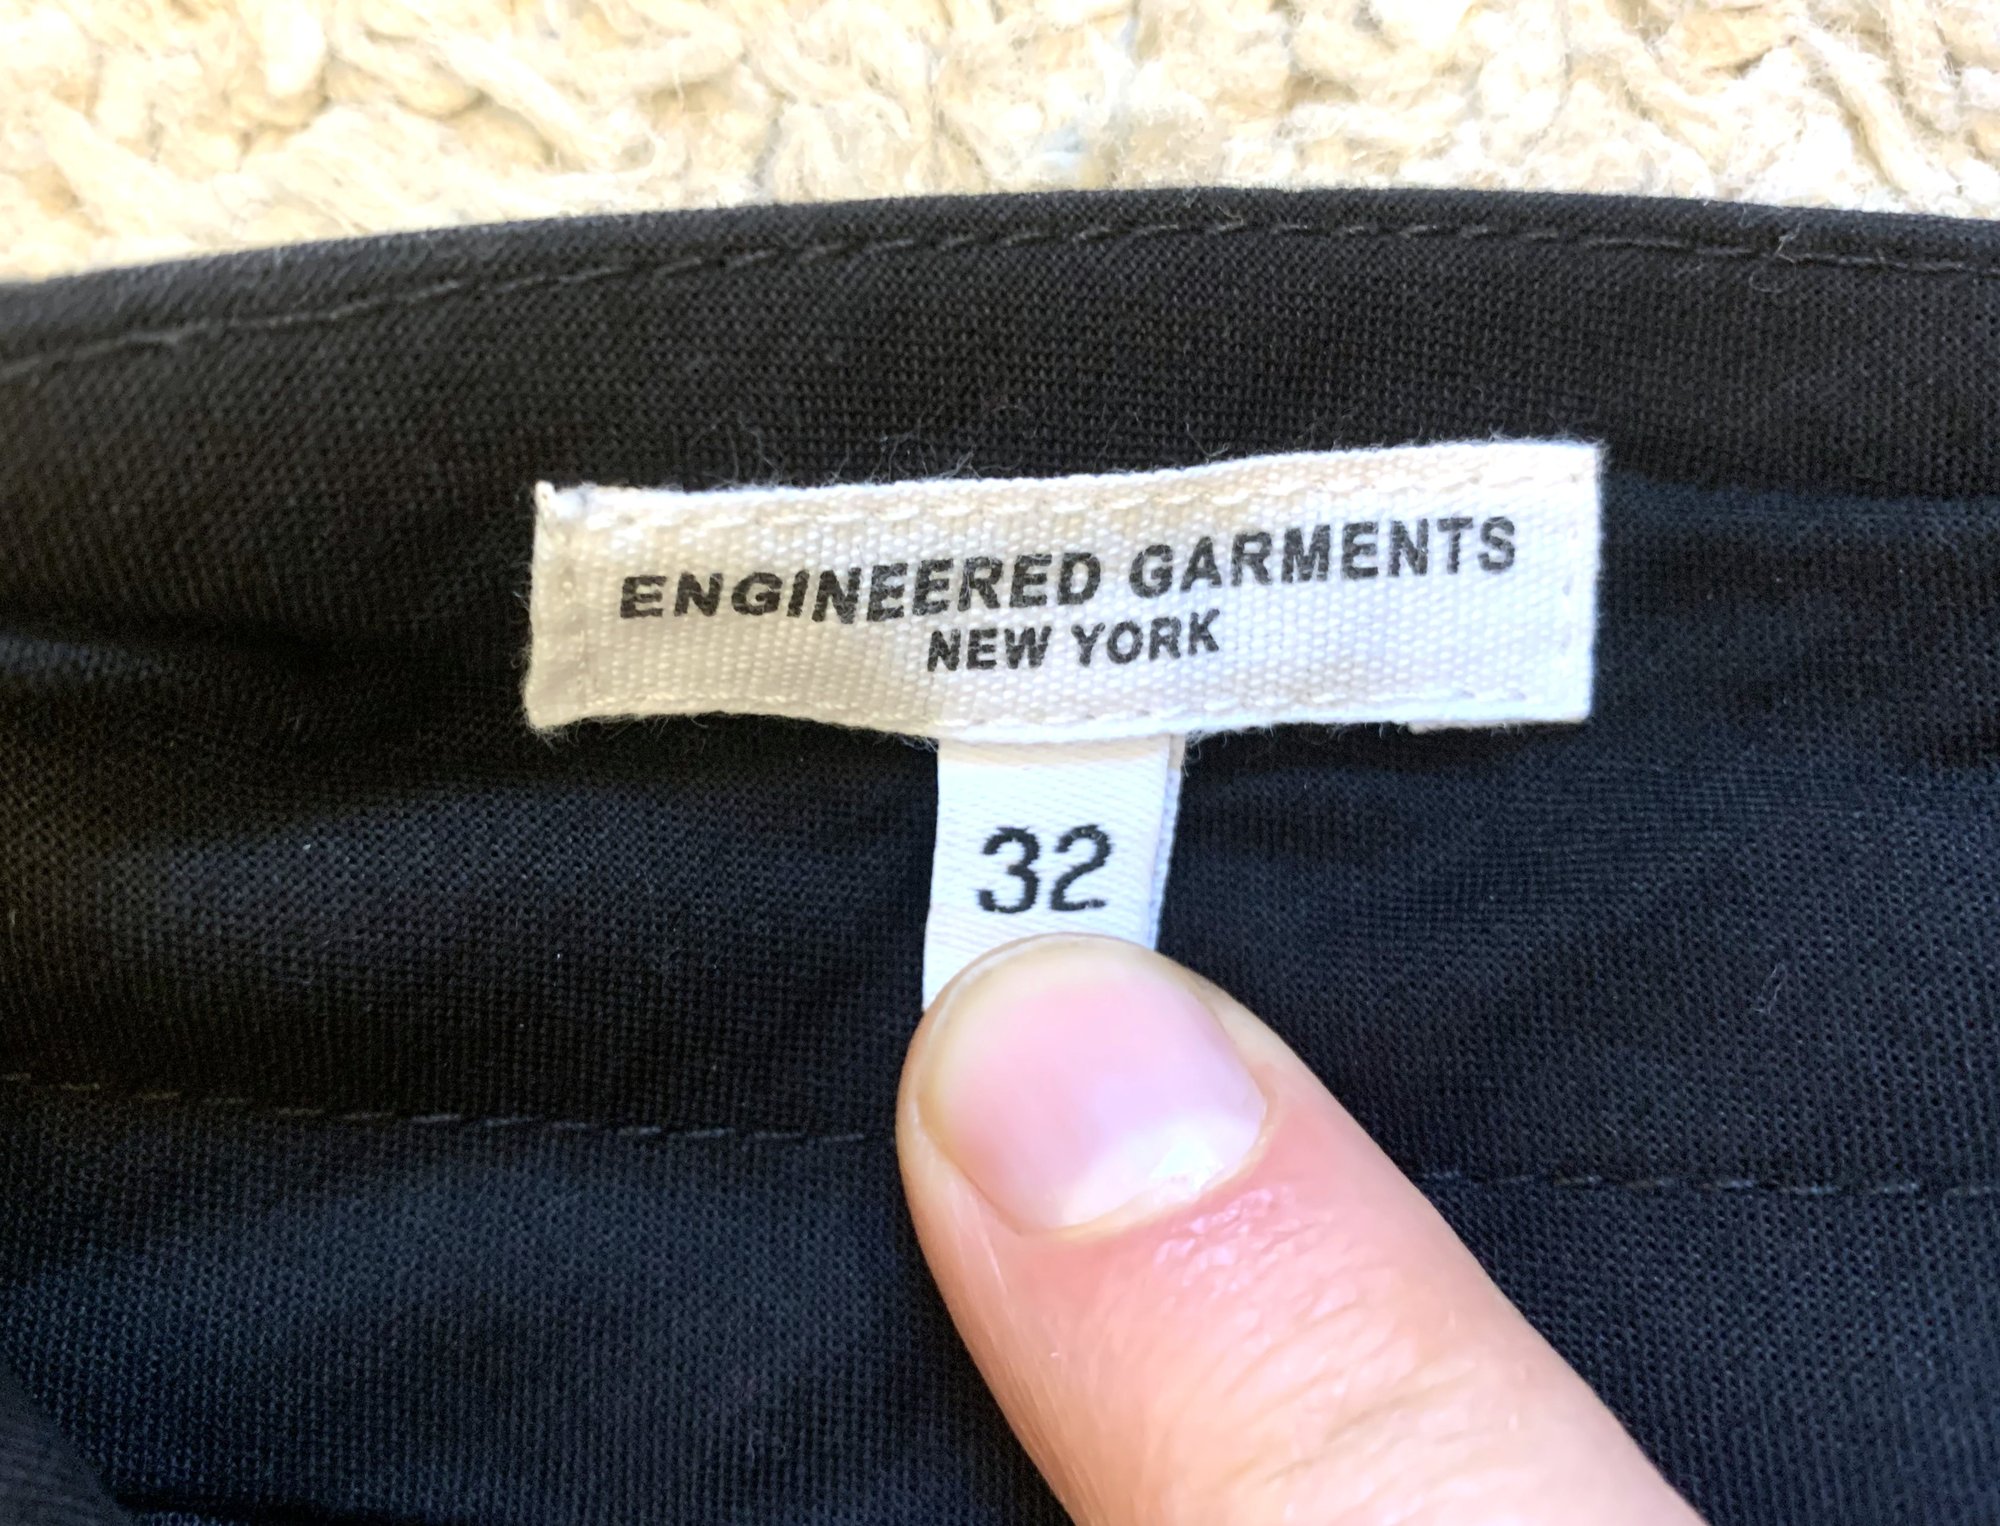 ENGINEERED GARMENTS
NEW YORK
32